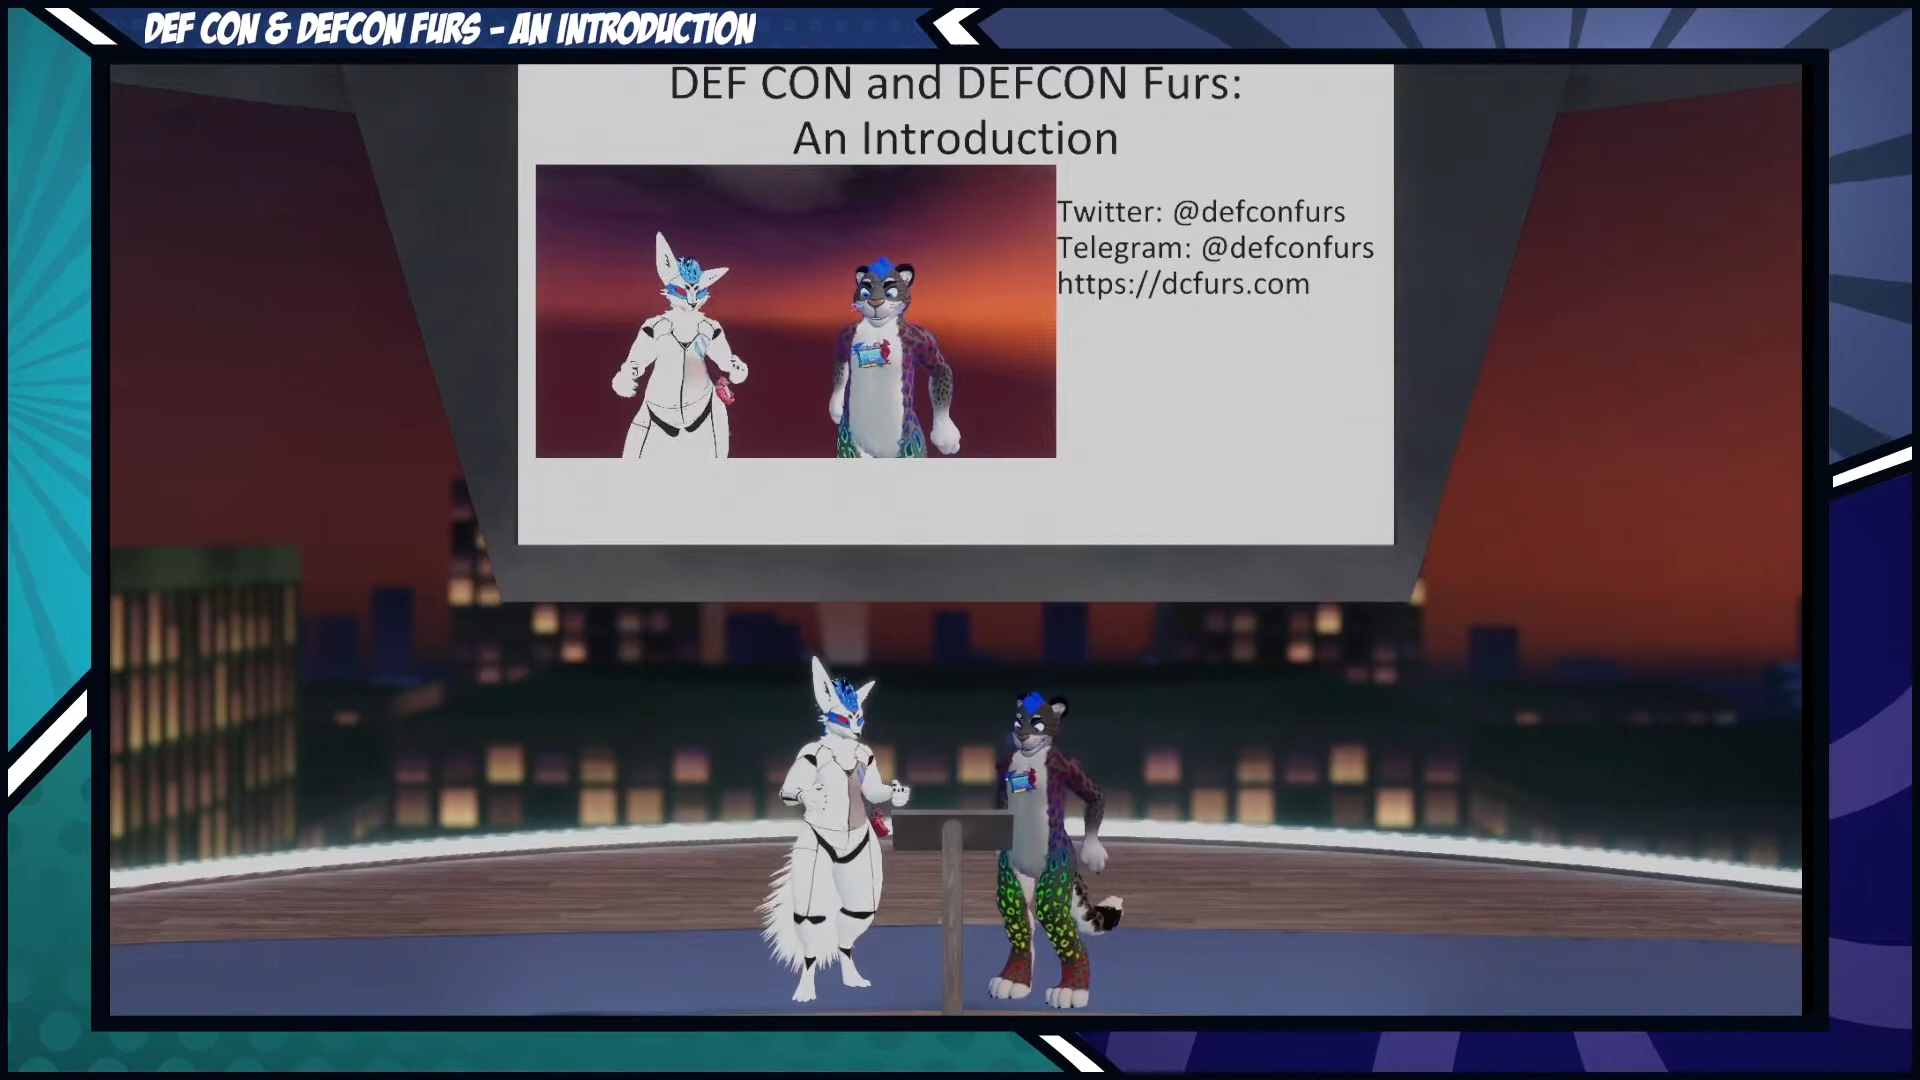 DEF CON & DEFCON FURS - AN INTRODUCTION
DEF CON and DEFCON Furs:
An Introduction
Twitter: @defconfurs
Telegram: @defconfurs
https://dcfurs.com